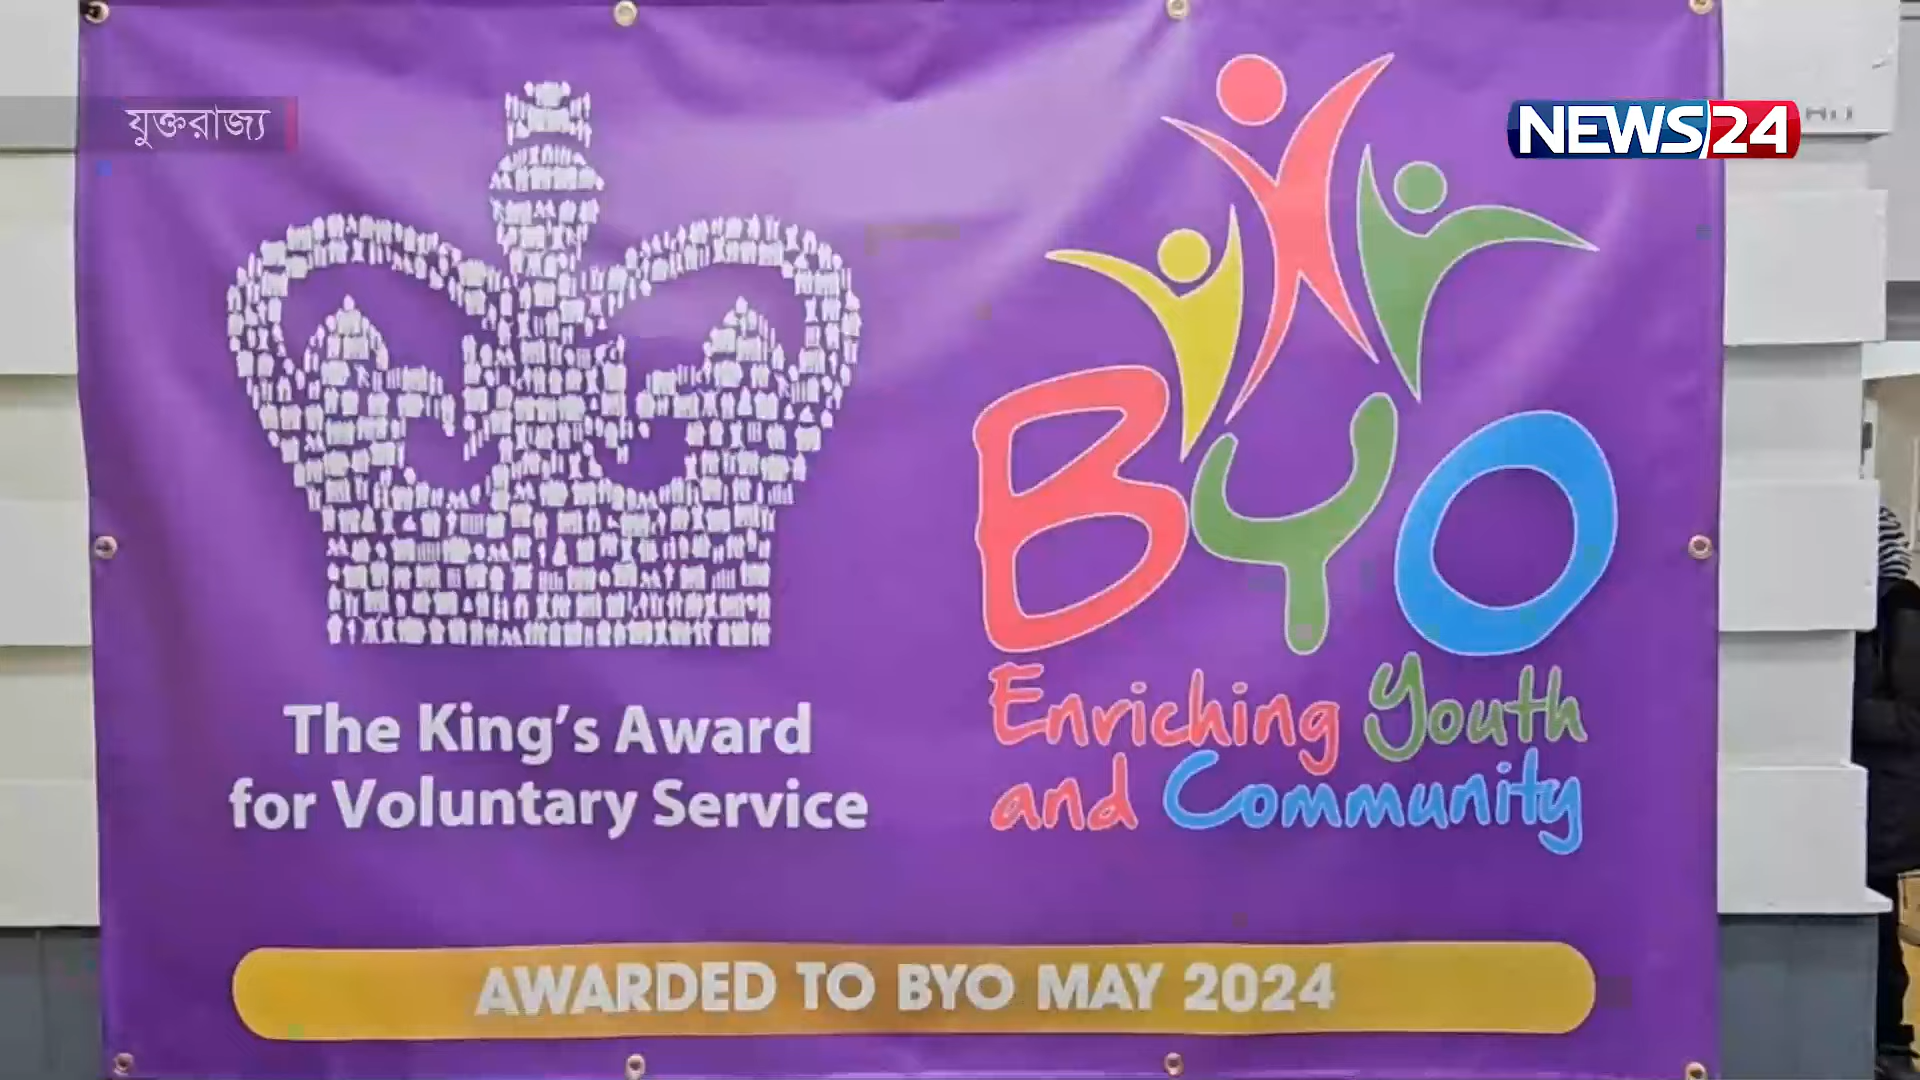 যুক্তরাজ্য
NEWS24
BYO
Enriching Youth
and Community
The King's Award
for Voluntary Service
AWARDED TO BYO MAY 2024